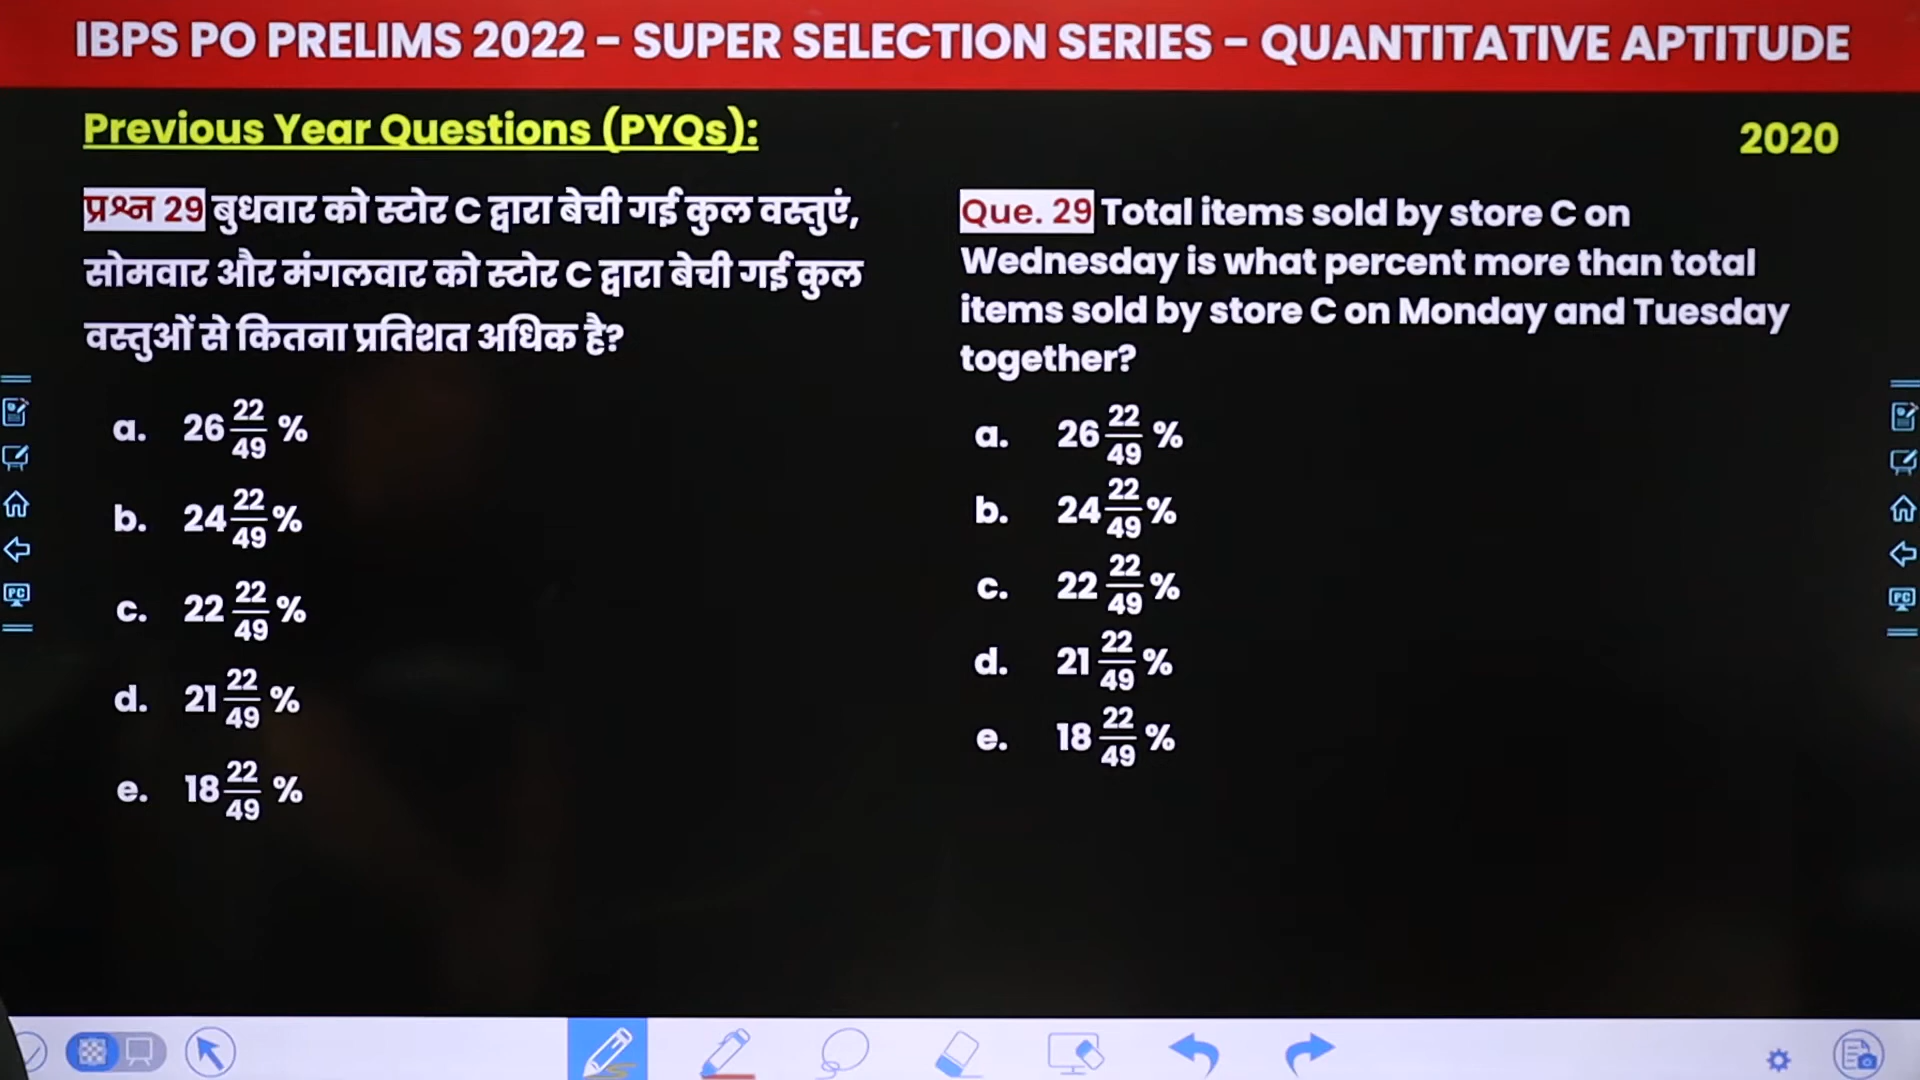 IBPS PO PRELIMS 2022 - SUPER SELECTION SERIES - QUANTITATIVE APTITUDE
Previous Year Questions (PYQs):
2020
प्रश्न 29 बुधवार को स्टोर C द्वारा बेची गई कुल वस्तुएं,
सोमवार और मंगलवार को स्टोर C द्वारा बेची गई कुल
वस्तुओं से कितना प्रतिशत अधिक है?
a. 26 22/49 %
b. 24 22/49 %
c. 22 22/49 %
d. 21 22/49 %
e. 18 22/49 %
Que. 29 Total items sold by store C on
Wednesday is what percent more than total
items sold by store C on Monday and Tuesday
together?
a. 26 22/49 %
b. 24 22/49 %
c. 22 22/49 %
d. 21 22/49 %
e. 18 22/49 %
PC
PC